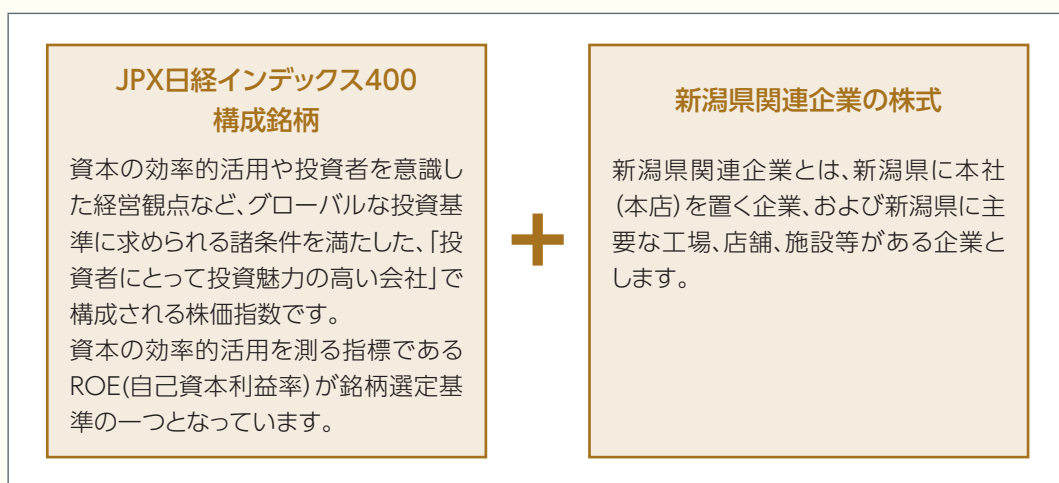 JPX日経インデックス400
構成銘柄
資本の効率的活用や投資者を意識し
た経営観点など、グローバルな投資基
準に求められる諸条件を満たした、「投
資者にとって投資魅力の高い会社」で
構成される株価指数です。
資本の効率的活用を測る指標である
ROE(自己資本利益率)が銘柄選定基
準の一つとなっています。
+
新潟県関連企業の株式
新潟県関連企業とは、新潟県に本社
(本店)を置く企業、および新潟県に主
要な工場、店舗、施設等がある企業と
します。